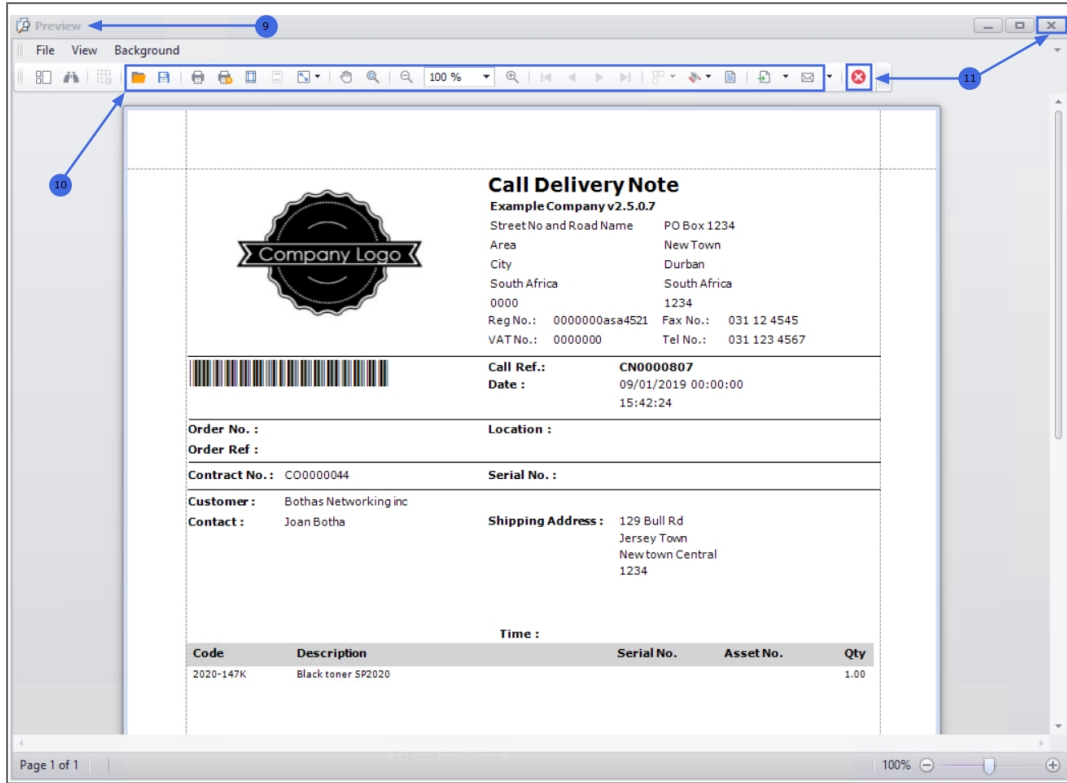 Preview
9
File View Background
11
100 %
10
Call Delivery Note
Example Company v2.5.0.7
Street No and Road Name PO Box 1234
Area New Town
City Durban
South Africa South Africa
0000 1234
Reg No.: 0000000asa4521 Fax No.: 031 12 4545
VAT No.: 0000000 Tel No.: 031 123 4567
Company Logo
Call Ref.: CN0000807
Date : 09/01/2019 00:00:00
15:42:24
Order No. : Location :
Order Ref :
Contract No. : CO0000044 Serial No. :
Customer : Bothas Networking inc
Contact : Joan Botha Shipping Address : 129 Bull Rd
Jersey Town
Newtown Central
1234
Time :
Code Description Serial No. Asset No. Qty
2020-147K Black toner SP2020 1.00
Page 1 of 1 100%